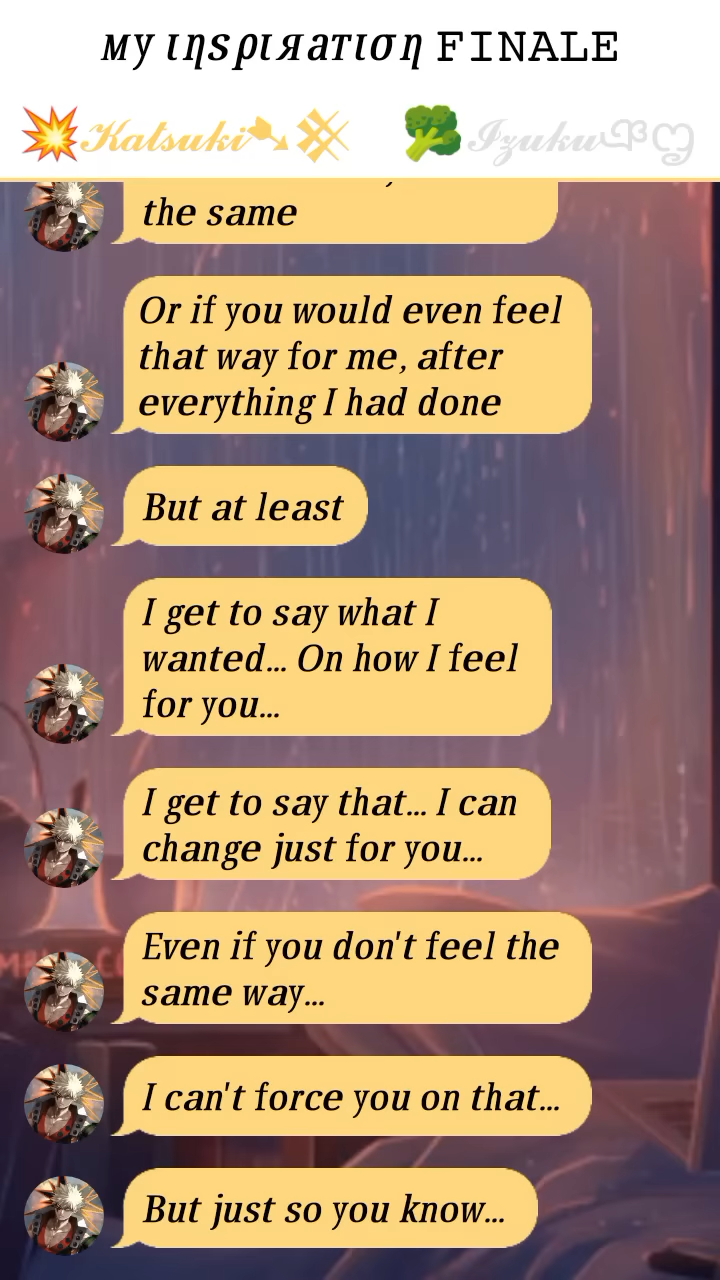 мy ιηsριяaтιση FINALE
💥𝓚𝓪𝓽𝓼𝓾𝓴𝓲 🥦𝓘𝔃𝓾𝓴𝓾
the same
Or if you would even feel
that way for me, after
everything I had done
But at least
I get to say what I
wanted... On how I feel
for you...
I get to say that... I can
change just for you...
Even if you don't feel the
same way...
I can't force you on that...
But just so you know...